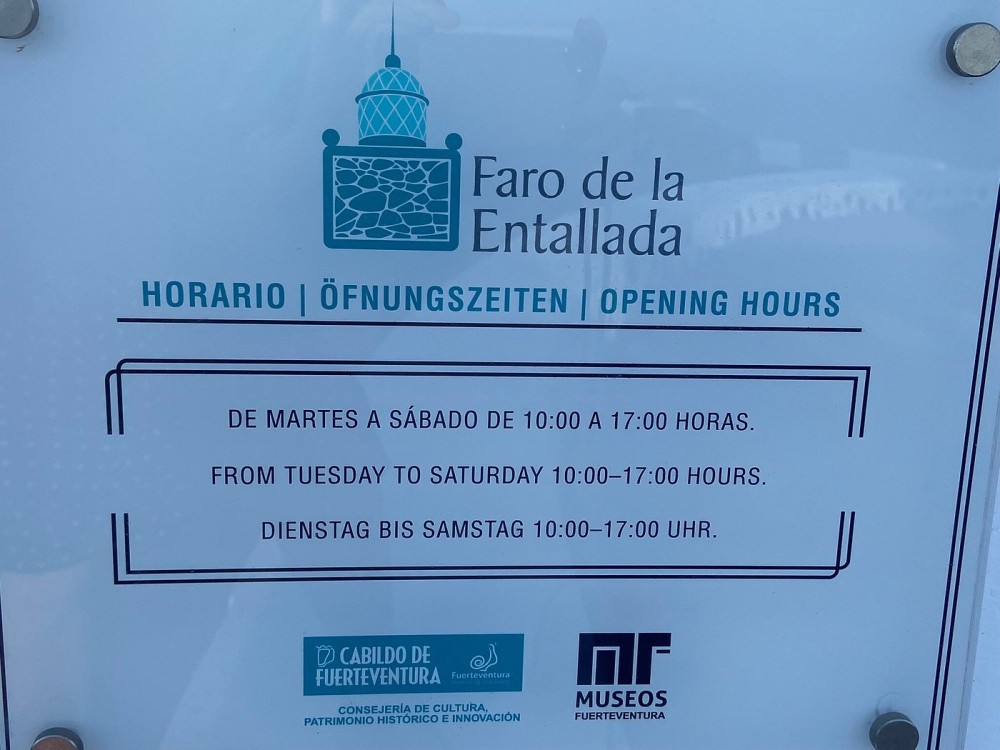 Faro de la
Entallada
HORARIO | ÖFNUNGSZEITEN | OPENING HOURS
DE MARTES A SÁBADO DE 10:00 A 17:00 HORAS.
FROM TUESDAY TO SATURDAY 10:00–17:00 HOURS.
DIENSTAG BIS SAMSTAG 10:00–17:00 UHR.
CABILDO DE
FUERTEVENTURA
Fuerteventura
CONSEJERÍA DE CULTURA,
PATRIMONIO HISTÓRICO E INNOVACIÓN
MF
MUSEOS
FUERTEVENTURA